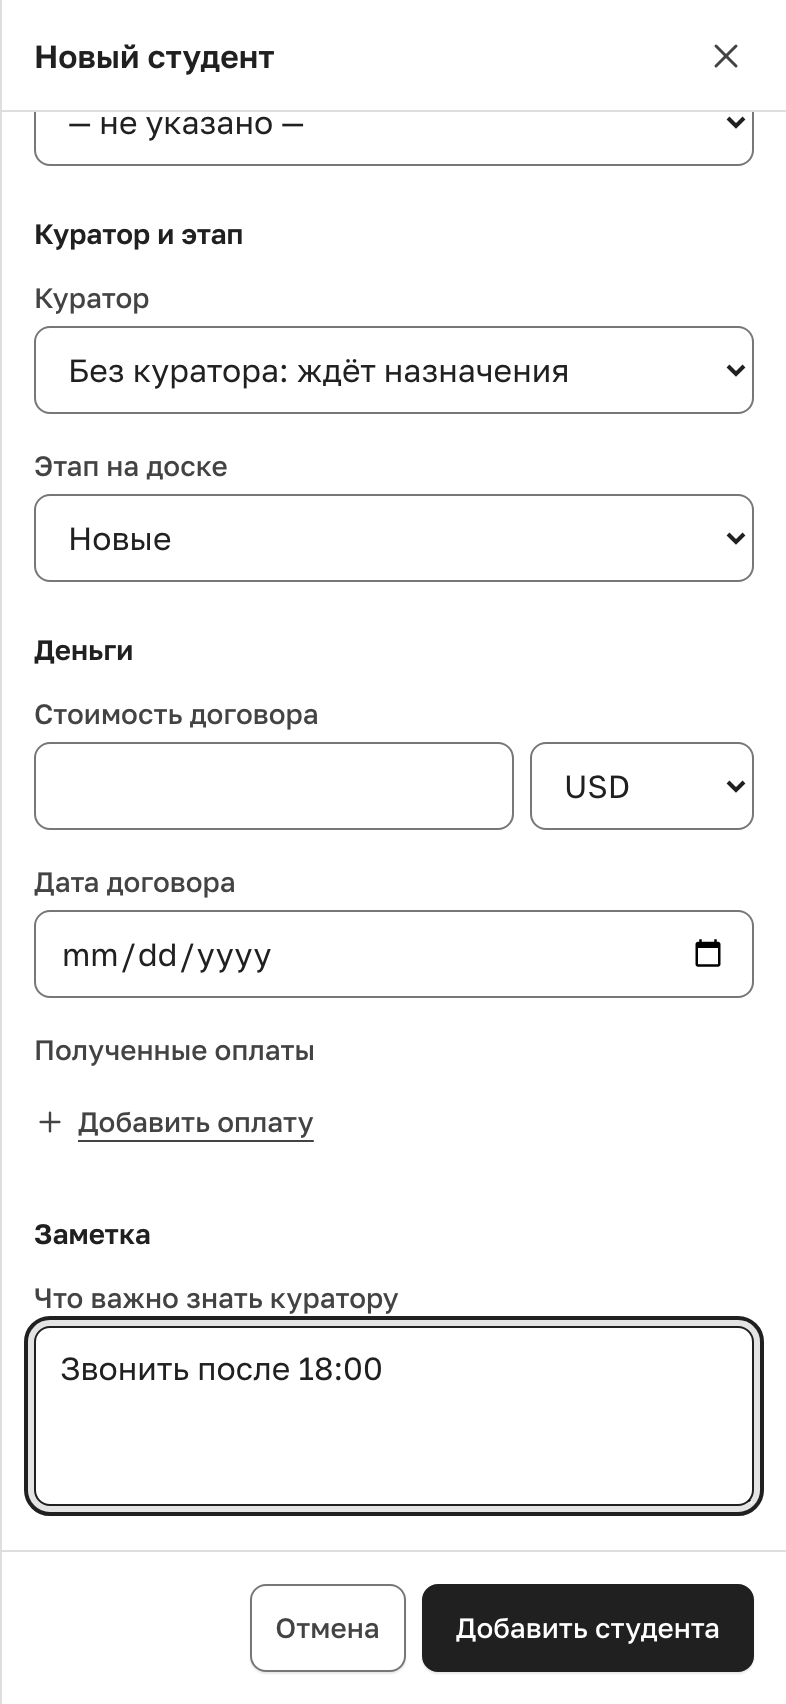 Новый студент
— не указано —
Куратор и этап
Куратор
Без куратора: ждёт назначения
Этап на доске
Новые
Деньги
Стоимость договора
USD
Дата договора
mm/dd/yyyy
Полученные оплаты
+ Добавить оплату
Заметка
Что важно знать куратору
Звонить после 18:00
Отмена
Добавить студента